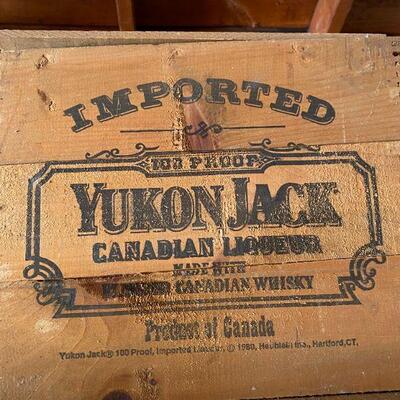 IMPORTED
100 PROOF
YUKON JACK
CANADIAN LIQUEUR
MADE WITH
BLENDED CANADIAN WHISKY
Product of Canada
Yukon Jack® 100 Proof, Imported Liqueur, © 1980, Heublein Inc., Hartford, CT.